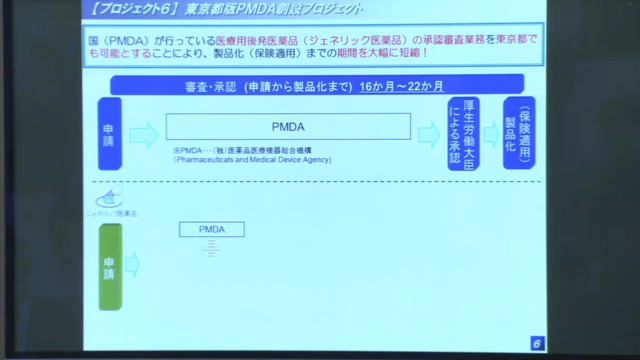 【プロジェクト6】 東京都版PMDA創設プロジェクト
国（PMDA）が行っている医療用後発医薬品（ジェネリック医薬品）の承認審査業務を東京都で
も可能とすることにより、製品化（保険適用）までの期間を大幅に短縮！
審査・承認 （申請から製品化まで） 16か月～22か月
申請
PMDA
厚生労働大臣
による承認
（保険適用）
製品化
※PMDA…（独）医薬品医療機器総合機構
（Pharmaceuticals and Medical Device Agency）
ジェネリック医薬品
申請
PMDA
6